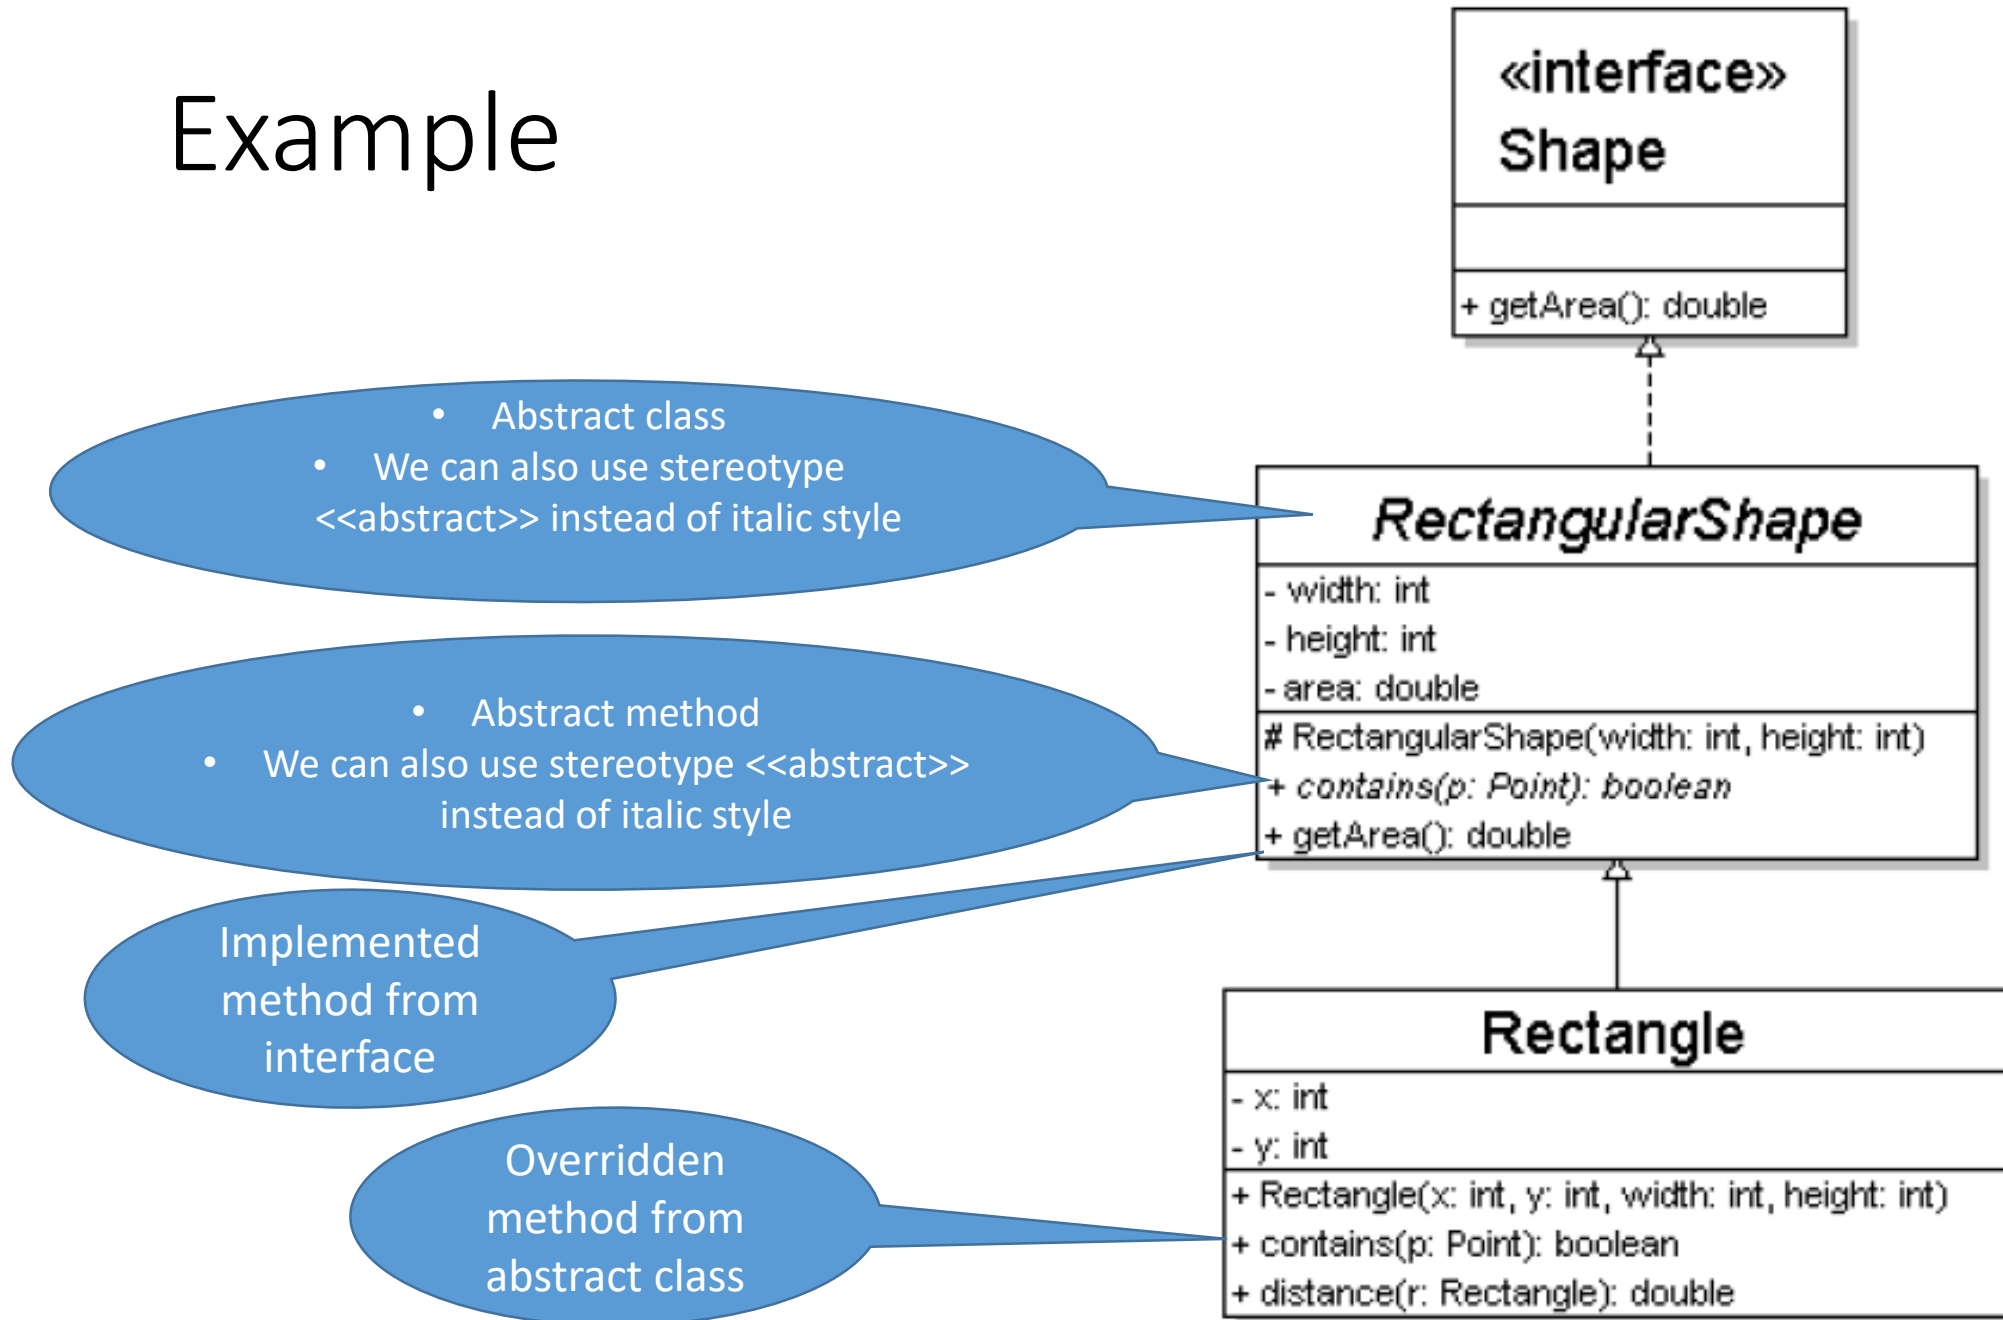 Example
«interface»
Shape
+ getArea(): double
• Abstract class
• We can also use stereotype
<<abstract>> instead of italic style
RectangularShape
- width: int
- height: int
- area: double
# RectangularShape(width: int, height: int)
+ contains(p: Point): boolean
+ getArea(): double
• Abstract method
• We can also use stereotype <<abstract>>
instead of italic style
Implemented
method from
interface
Rectangle
- x: int
- y: int
+ Rectangle(x: int, y: int, width: int, height: int)
+ contains(p: Point): boolean
+ distance(r: Rectangle): double
Overridden
method from
abstract class